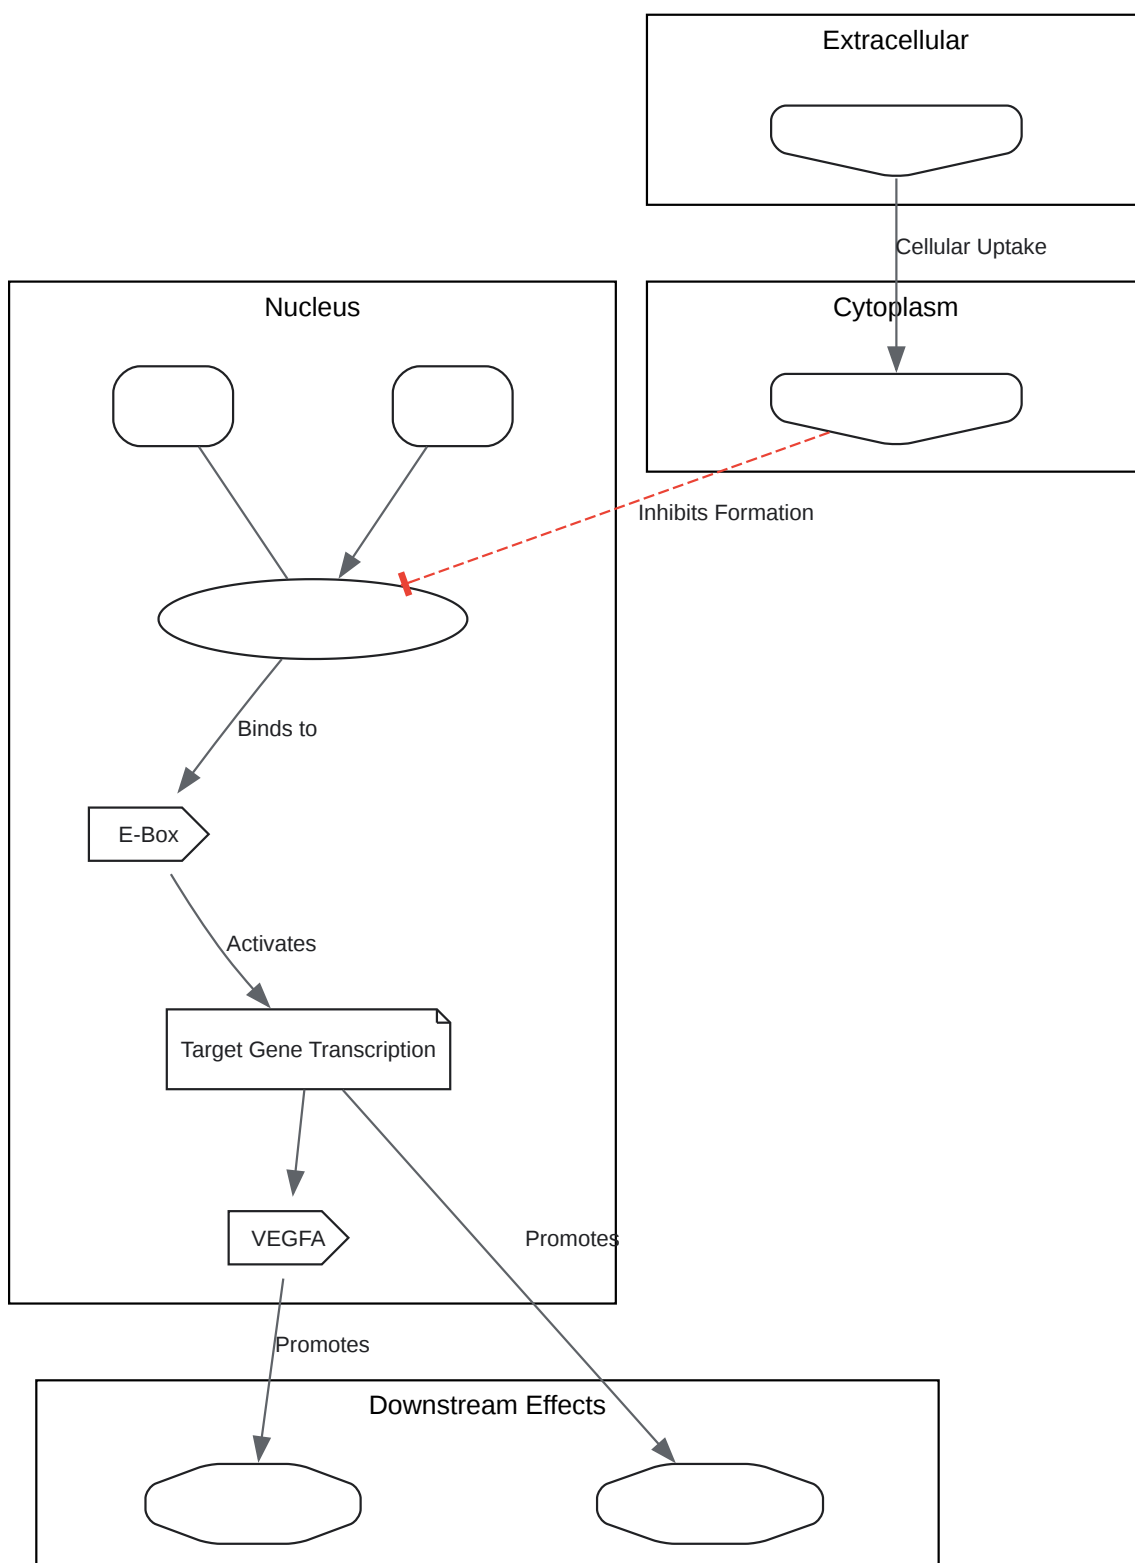 Extracellular
Cellular Uptake
Nucleus
Cytoplasm
Inhibits Formation
Binds to
E-Box
Activates
Target Gene Transcription
VEGFA
Promotes
Promotes
Downstream Effects